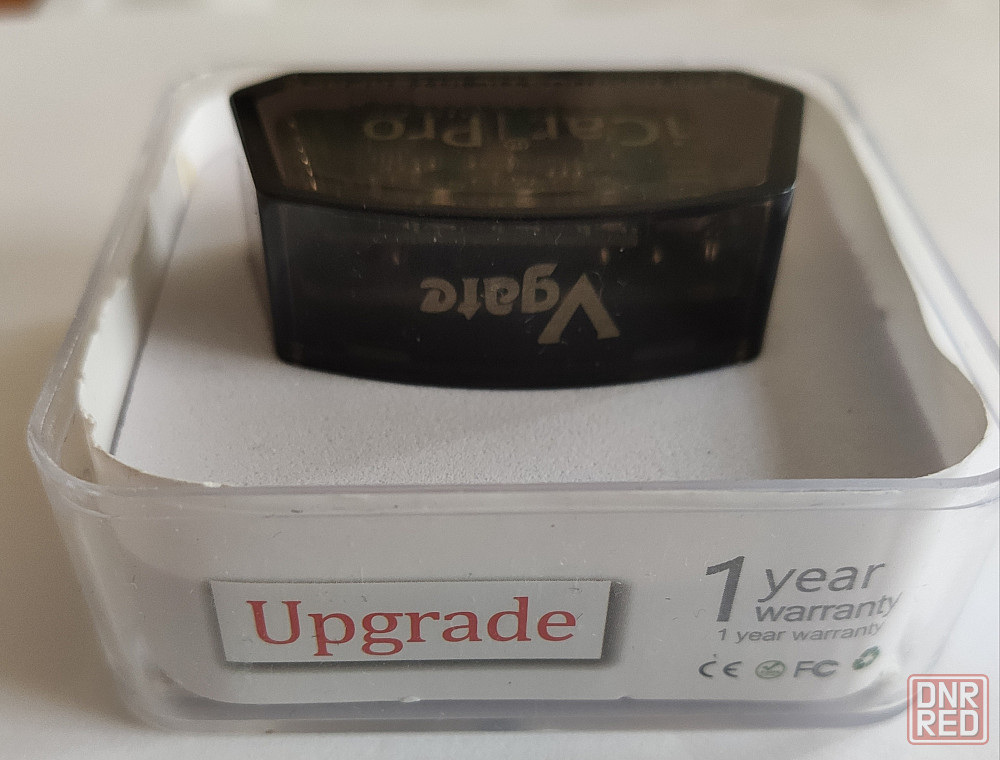 iCar Pro
Vgate
Upgrade
1 year
warranty
1 year warranty
CE FC
DNR
RED